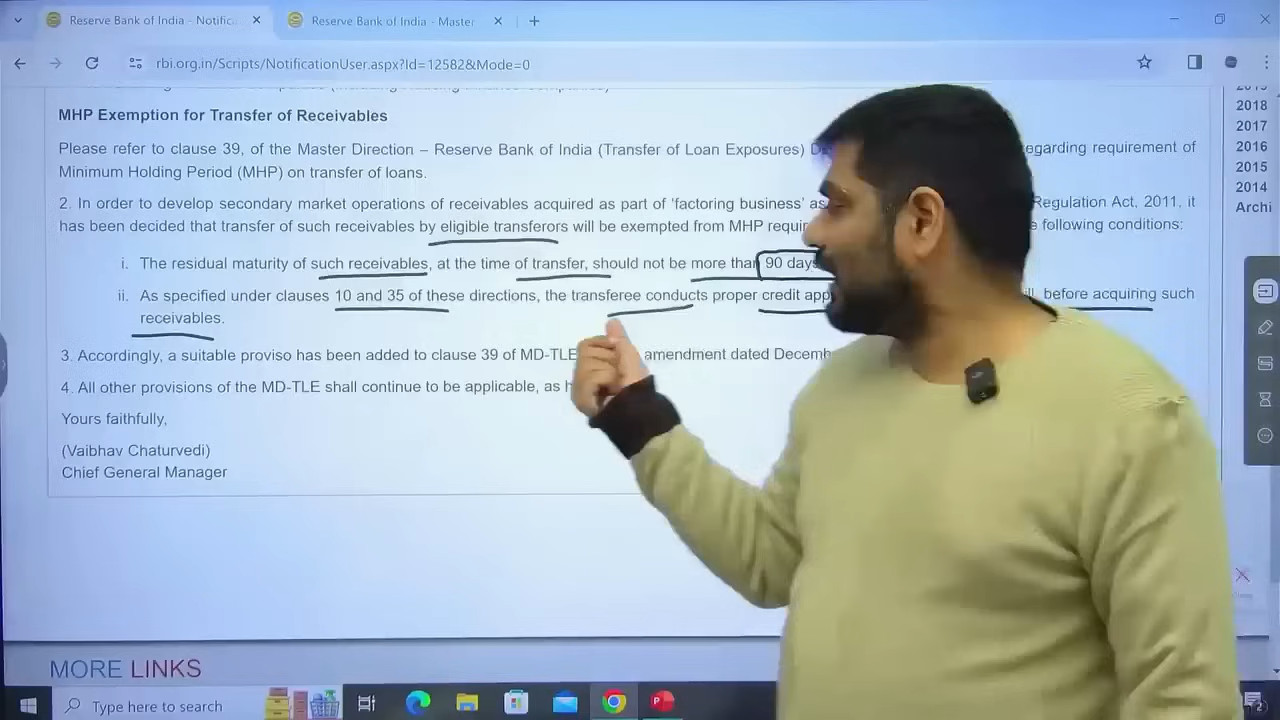 Reserve Bank of India - Notific
Reserve Bank of India - Master
rbi.org.in/Scripts/NotificationUser.aspx?Id=12582&Mode=0
MHP Exemption for Transfer of Receivables
Please refer to clause 39, of the Master Direction – Reserve Bank of India (Transfer of Loan Exposures) regarding requirement of
Minimum Holding Period (MHP) on transfer of loans.
2. In order to develop secondary market operations of receivables acquired as part of 'factoring business' as Regulation Act, 2011, it
has been decided that transfer of such receivables by eligible transferors will be exempted from MHP following conditions:
i. The residual maturity of such receivables, at the time of transfer, should not be more than 90 days
ii. As specified under clauses 10 and 35 of these directions, the transferee conducts proper credit before acquiring such
receivables.
3. Accordingly, a suitable proviso has been added to clause 39 of MD-TLE amendment dated
4. All other provisions of the MD-TLE shall continue to be applicable, as
Yours faithfully,
(Vaibhav Chaturvedi)
Chief General Manager
2018
2017
2016
2015
2014
Archi
MORE LINKS
Type here to search